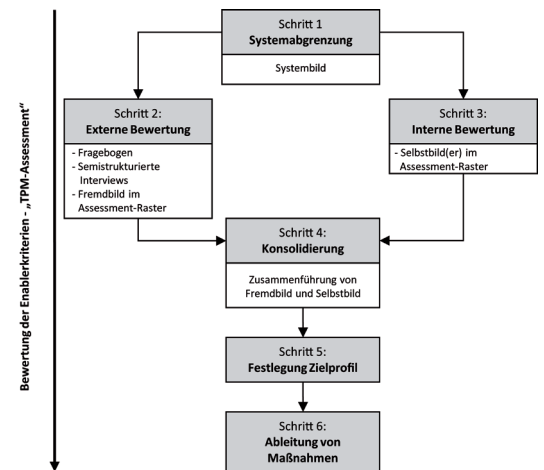 Bewertung der Enablerkriterien - „TPM-Assessment“
Schritt 1
Systemabgrenzung
Systembild
Schritt 2:
Externe Bewertung
- Fragebogen
- Semistrukturierte
Interviews
- Fremdbild im
Assessment-Raster
Schritt 3:
Interne Bewertung
- Selbstbild(er) im
Assessment-Raster
Schritt 4:
Konsolidierung
Zusammenführung von
Fremdbild und Selbstbild
Schritt 5:
Festlegung Zielprofil
Schritt 6:
Ableitung von
Maßnahmen